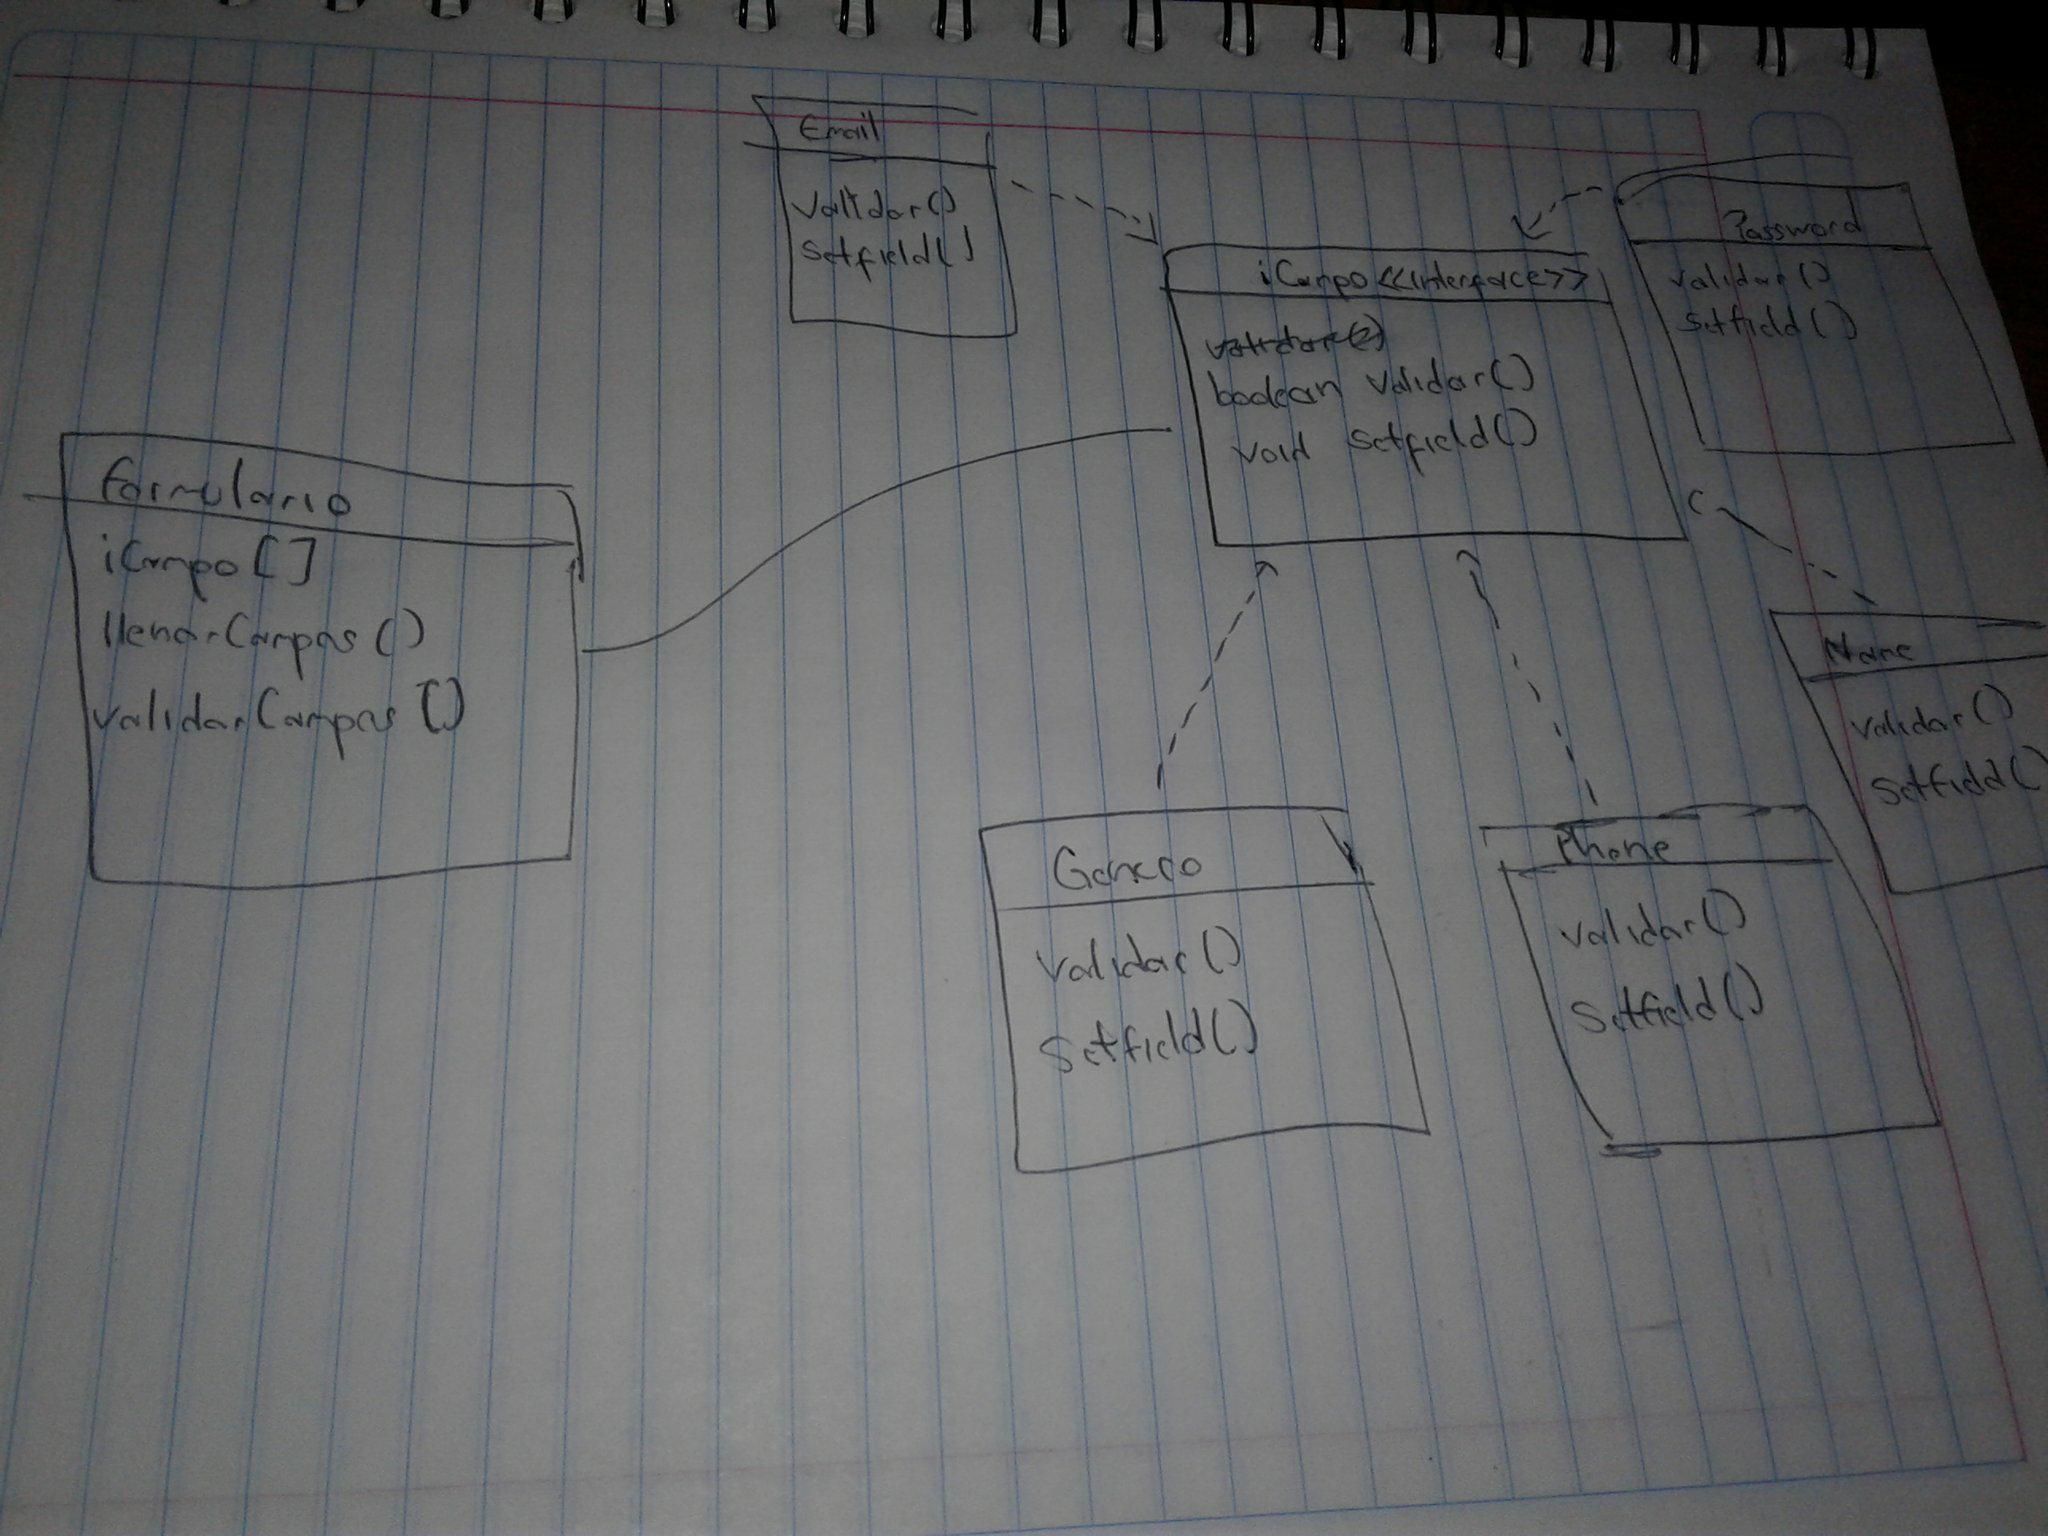 Email
validar()
setfield()
Password
validar()
setfield()
iCampo <<interface>>
validar()
boolean validar()
void setfield()
formulario
iCampo []
llenarCampos ()
validarCampos ()
Name
validar()
setfield()
Genero
validar()
setfield()
Phone
validar()
setfield()